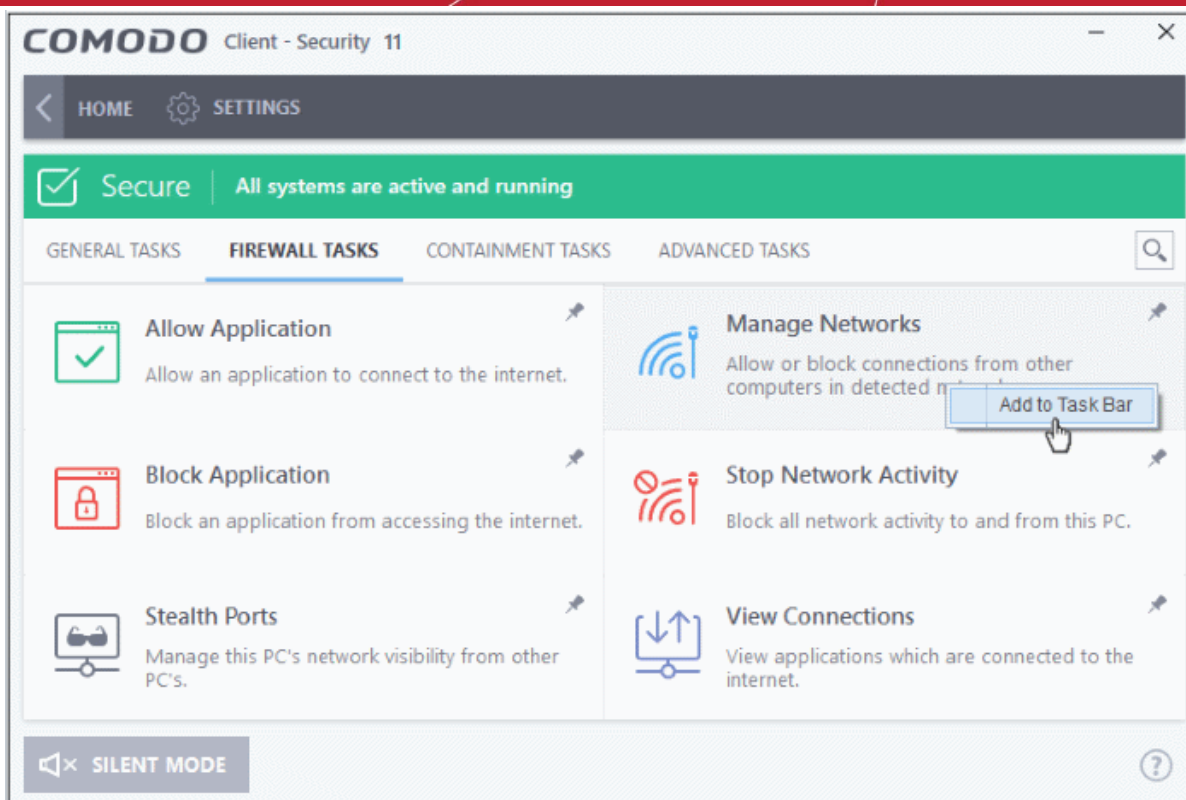 COMODO Client - Security 11
HOME SETTINGS
Secure All systems are active and running
GENERAL TASKS FIREWALL TASKS CONTAINMENT TASKS ADVANCED TASKS
Allow Application
Allow an application to connect to the internet.
Manage Networks
Allow or block connections from other
computers in detected
Add to Task Bar
Block Application
Block an application from accessing the internet.
Stop Network Activity
Block all network activity to and from this PC.
Stealth Ports
Manage this PC's network visibility from other
PC's.
View Connections
View applications which are connected to the
internet.
SILENT MODE
?